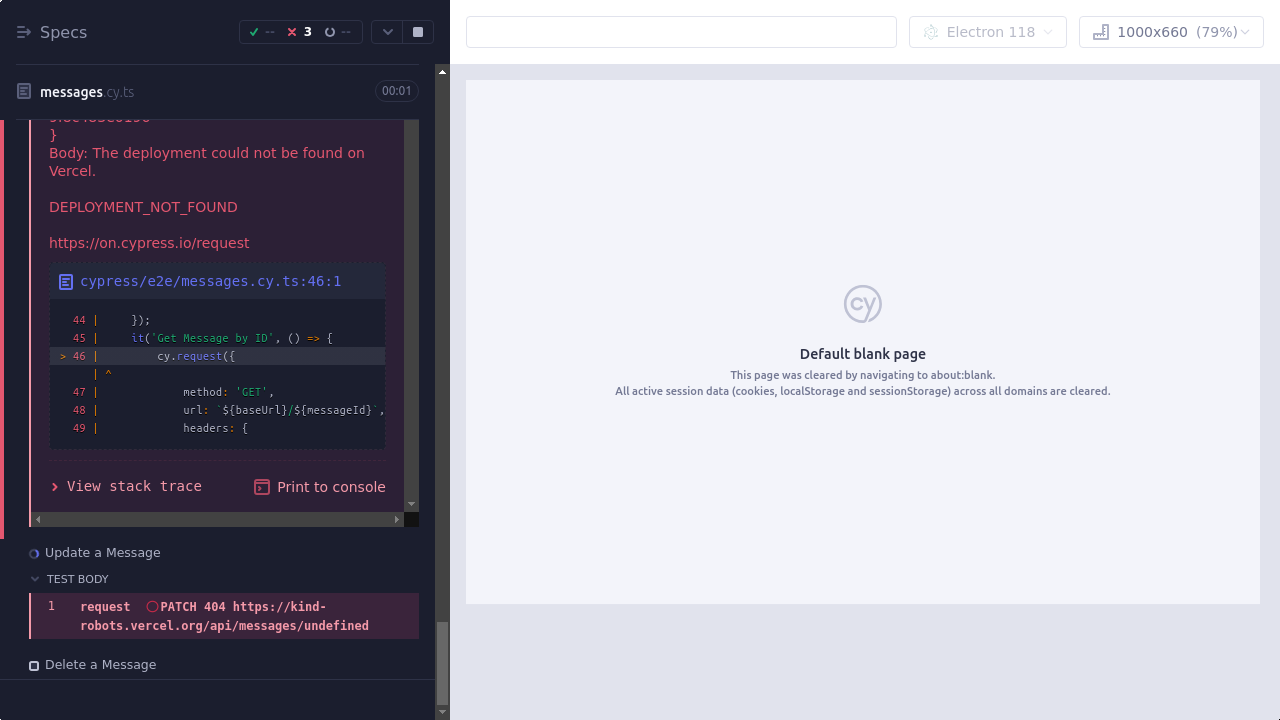 Specs
--
3
--
Electron 118
1000x660 (79%)
messages.cy.ts
00:01
}
Body: The deployment could not be found on
Vercel.
DEPLOYMENT_NOT_FOUND
https://on.cypress.io/request
cypress/e2e/messages.cy.ts:46:1
44 | });
45 | it('Get Message by ID', () => {
> 46 | cy.request({
| ^
47 | method: 'GET',
48 | url: `${baseUrl}/${messageId}`,
49 | headers: {
View stack trace
Print to console
Update a Message
TEST BODY
1 request PATCH 404 https://kind-
robots.vercel.org/api/messages/undefined
Delete a Message
cy
Default blank page
This page was cleared by navigating to about:blank.
All active session data (cookies, localStorage and sessionStorage) across all domains are cleared.